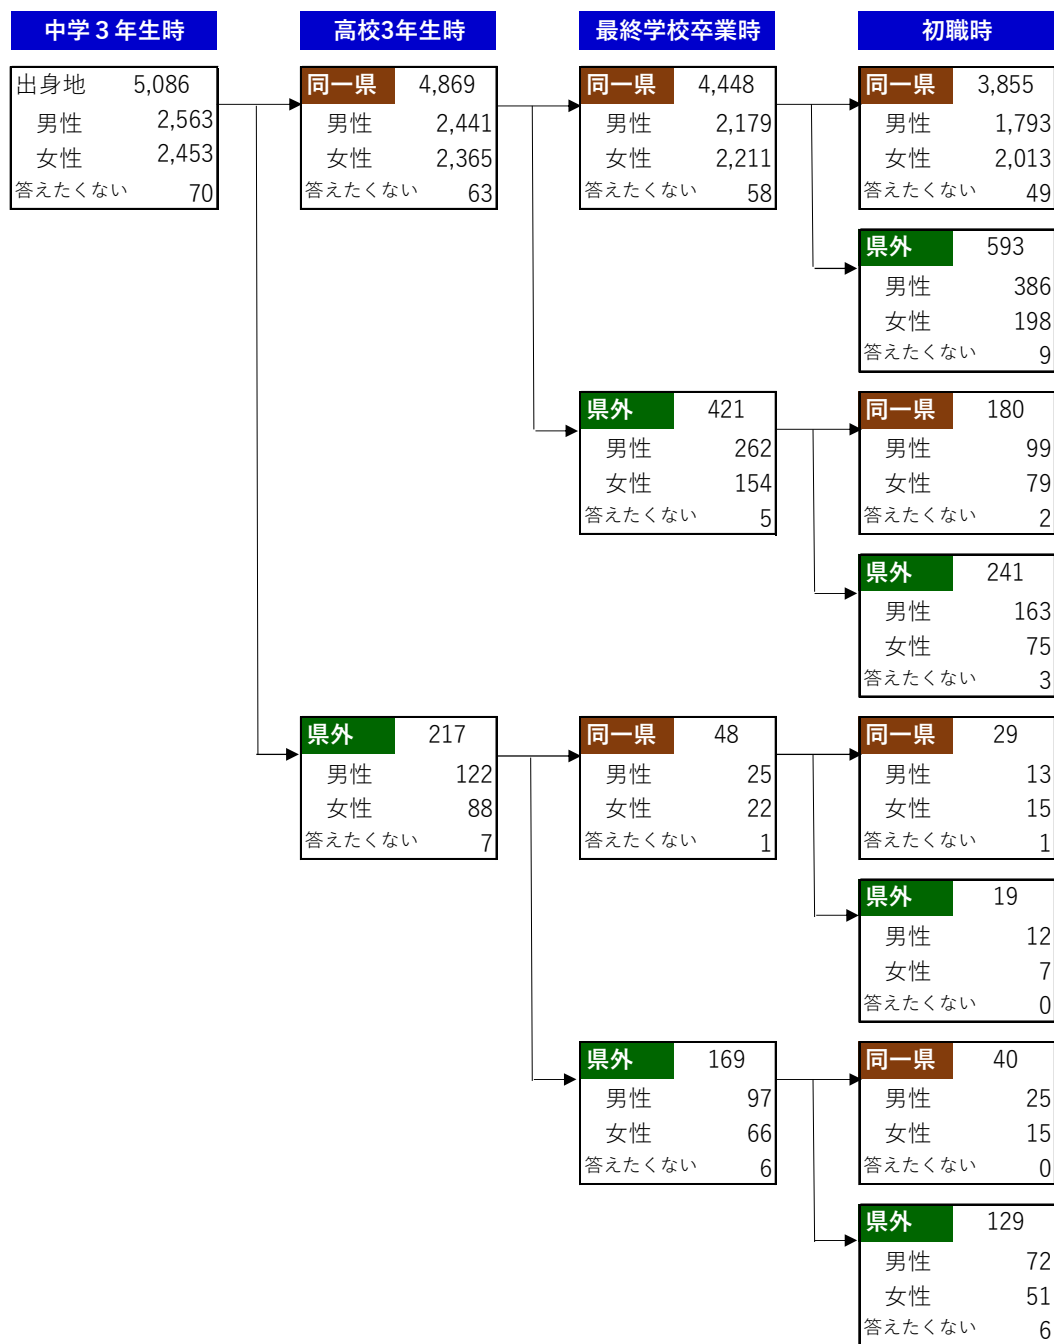 中学３年生時
高校3年生時
最終学校卒業時
初職時
出身地 5,086
男性 2,563
女性 2,453
答えたくない 70
同一県 4,869
男性 2,441
女性 2,365
答えたくない 63
同一県 4,448
男性 2,179
女性 2,211
答えたくない 58
同一県 3,855
男性 1,793
女性 2,013
答えたくない 49
県外 593
男性 386
女性 198
答えたくない 9
県外 421
男性 262
女性 154
答えたくない 5
同一県 180
男性 99
女性 79
答えたくない 2
県外 241
男性 163
女性 75
答えたくない 3
県外 217
男性 122
女性 88
答えたくない 7
同一県 48
男性 25
女性 22
答えたくない 1
同一県 29
男性 13
女性 15
答えたくない 1
県外 19
男性 12
女性 7
答えたくない 0
県外 169
男性 97
女性 66
答えたくない 6
同一県 40
男性 25
女性 15
答えたくない 0
県外 129
男性 72
女性 51
答えたくない 6